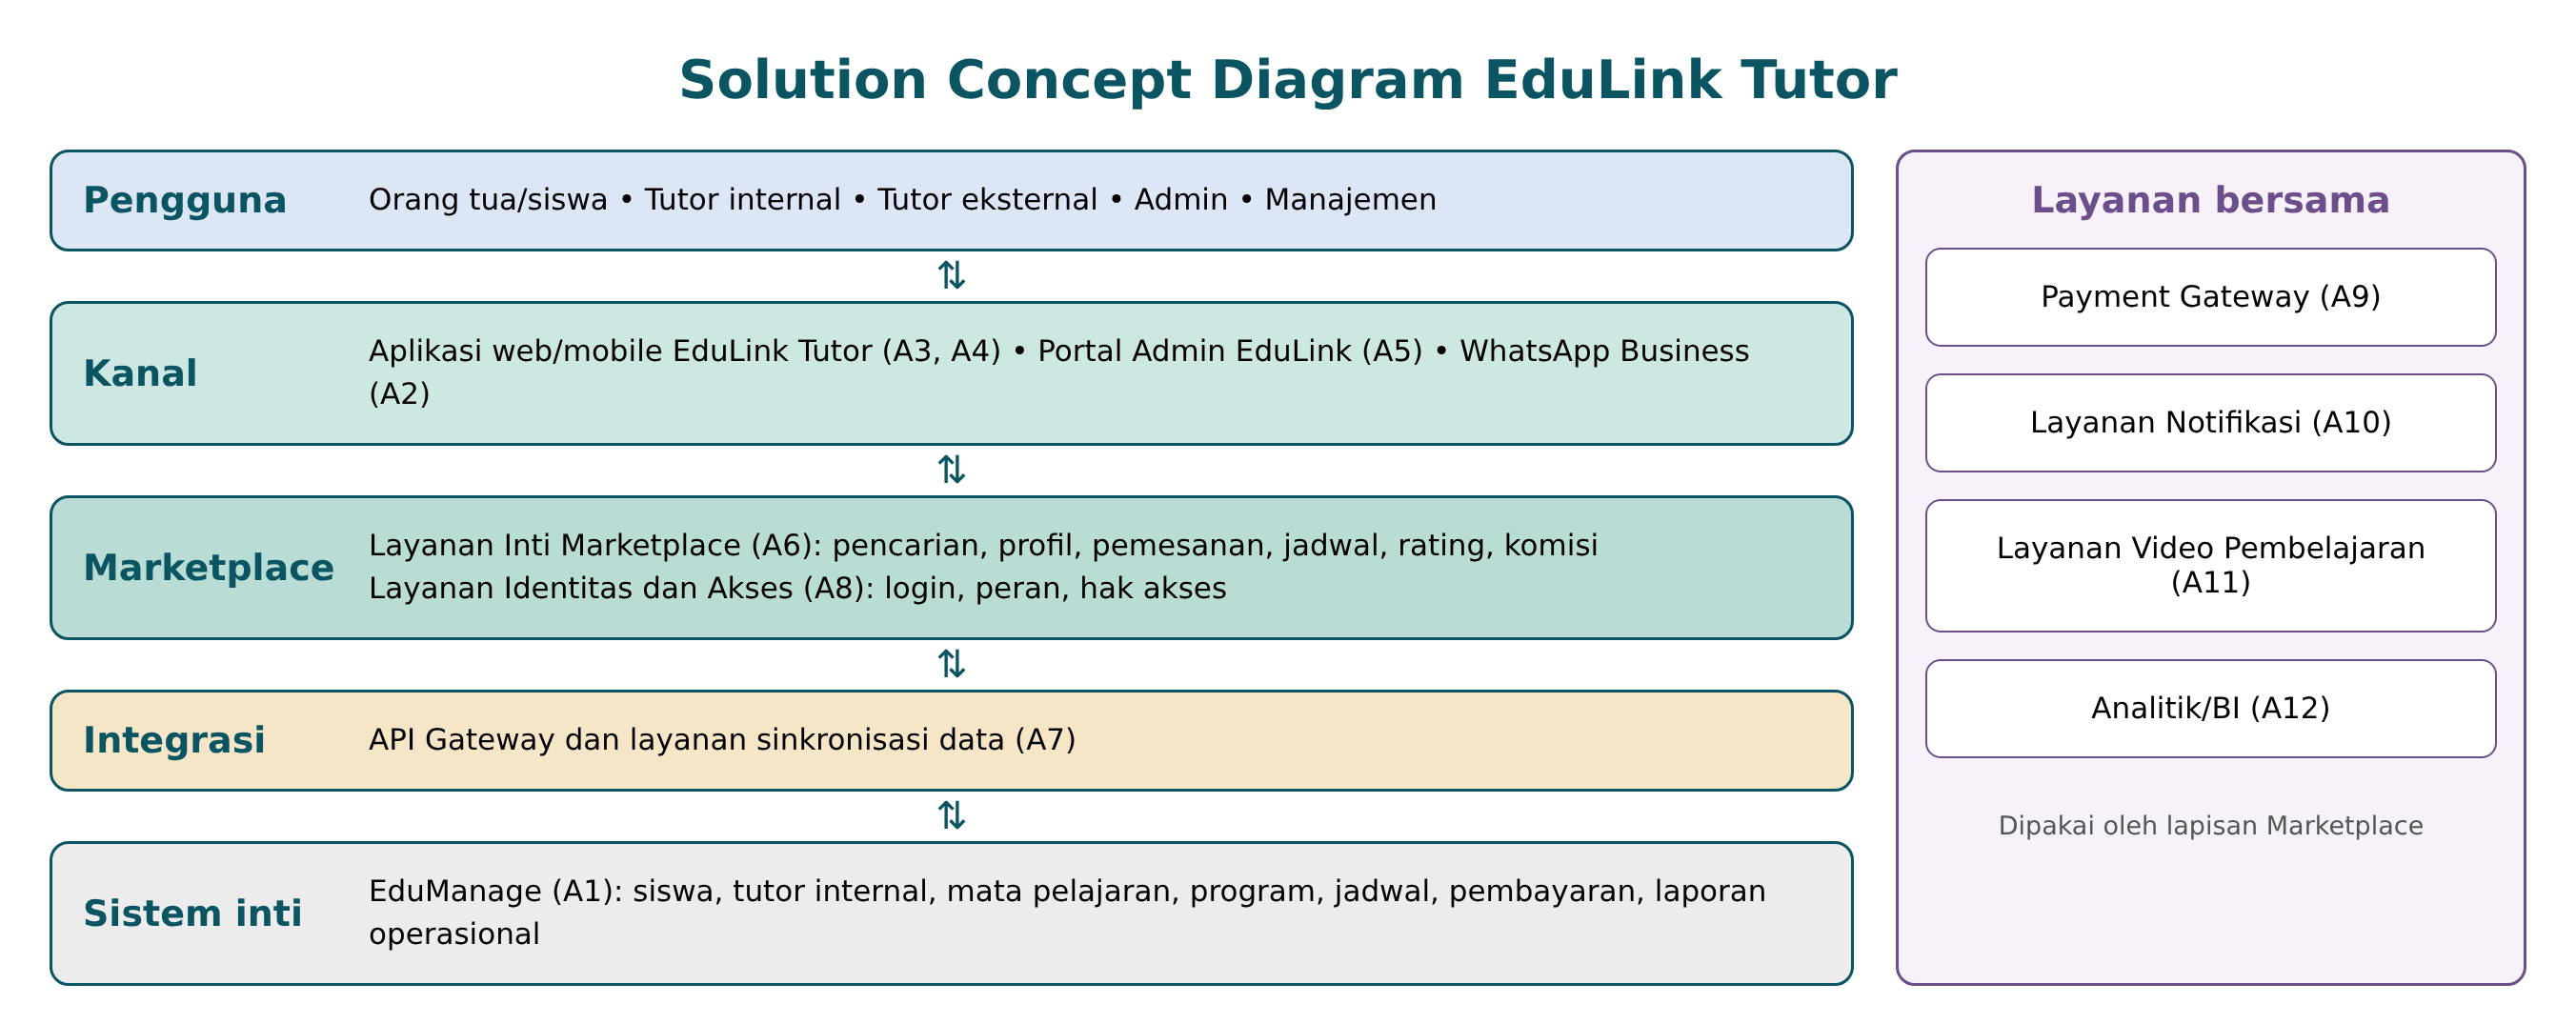 Solution Concept Diagram EduLink Tutor
Pengguna
Orang tua/siswa • Tutor internal • Tutor eksternal • Admin • Manajemen
⇅
Kanal
Aplikasi web/mobile EduLink Tutor (A3, A4) • Portal Admin EduLink (A5) • WhatsApp Business
(A2)
⇅
Marketplace
Layanan Inti Marketplace (A6): pencarian, profil, pemesanan, jadwal, rating, komisi
Layanan Identitas dan Akses (A8): login, peran, hak akses
⇅
Integrasi
API Gateway dan layanan sinkronisasi data (A7)
⇅
Sistem inti
EduManage (A1): siswa, tutor internal, mata pelajaran, program, jadwal, pembayaran, laporan
operasional
Layanan bersama
Payment Gateway (A9)
Layanan Notifikasi (A10)
Layanan Video Pembelajaran
(A11)
Analitik/BI (A12)
Dipakai oleh lapisan Marketplace